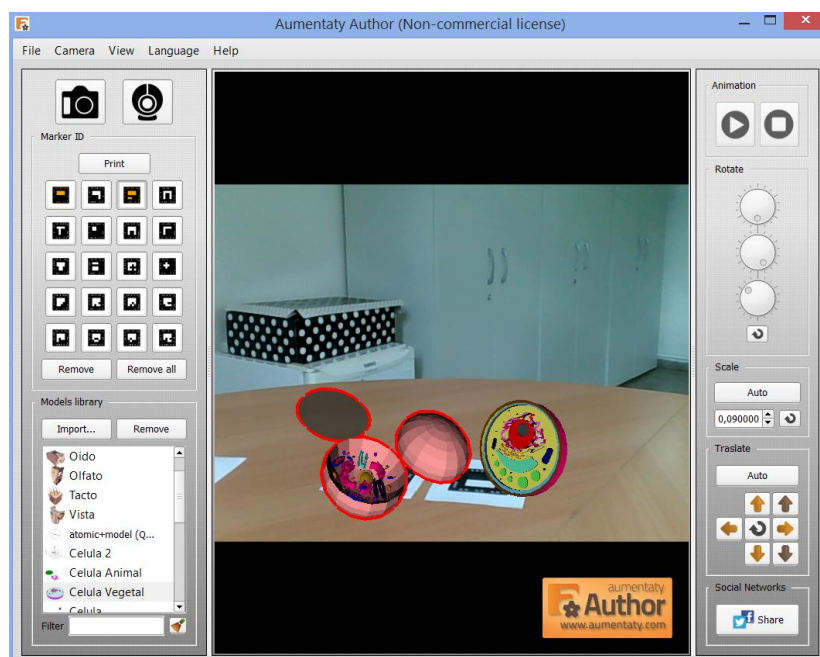 Aumentaty Author (Non-commercial license)
File Camera View Language Help
Marker ID
Print
Remove Remove all
Models library
Import... Remove
Oido
Olfato
Tacto
Vista
atomic+model (Q...
Celula 2
Celula Animal
Celula Vegetal
Celula
Filter
aumentaty
Author
www.aumentaty.com
Animation
Rotate
Scale
Auto
0,090000
Traslate
Auto
Social Networks
Share